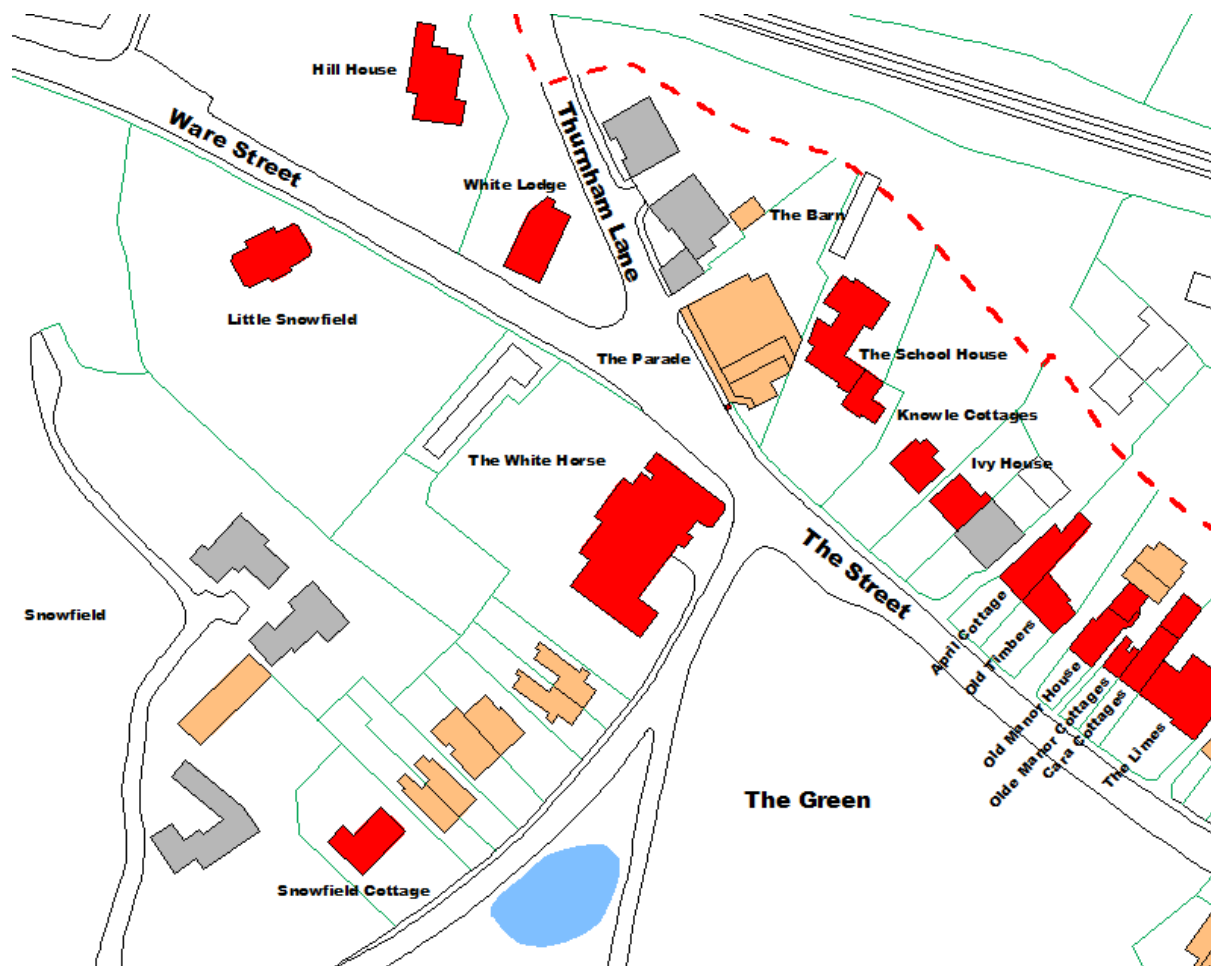 Hill House
Ware Street
Thurnham Lane
White Lodge
The Barn
Little Snowfield
The Parade
The School House
Knowle Cottages
The White Horse
Ivy House
The Street
Snowfield
April Cottage
Old Timbers
Old Manor House
Olde Manor Cottages
Cara Cottages
The Limes
The Green
Snowfield Cottage